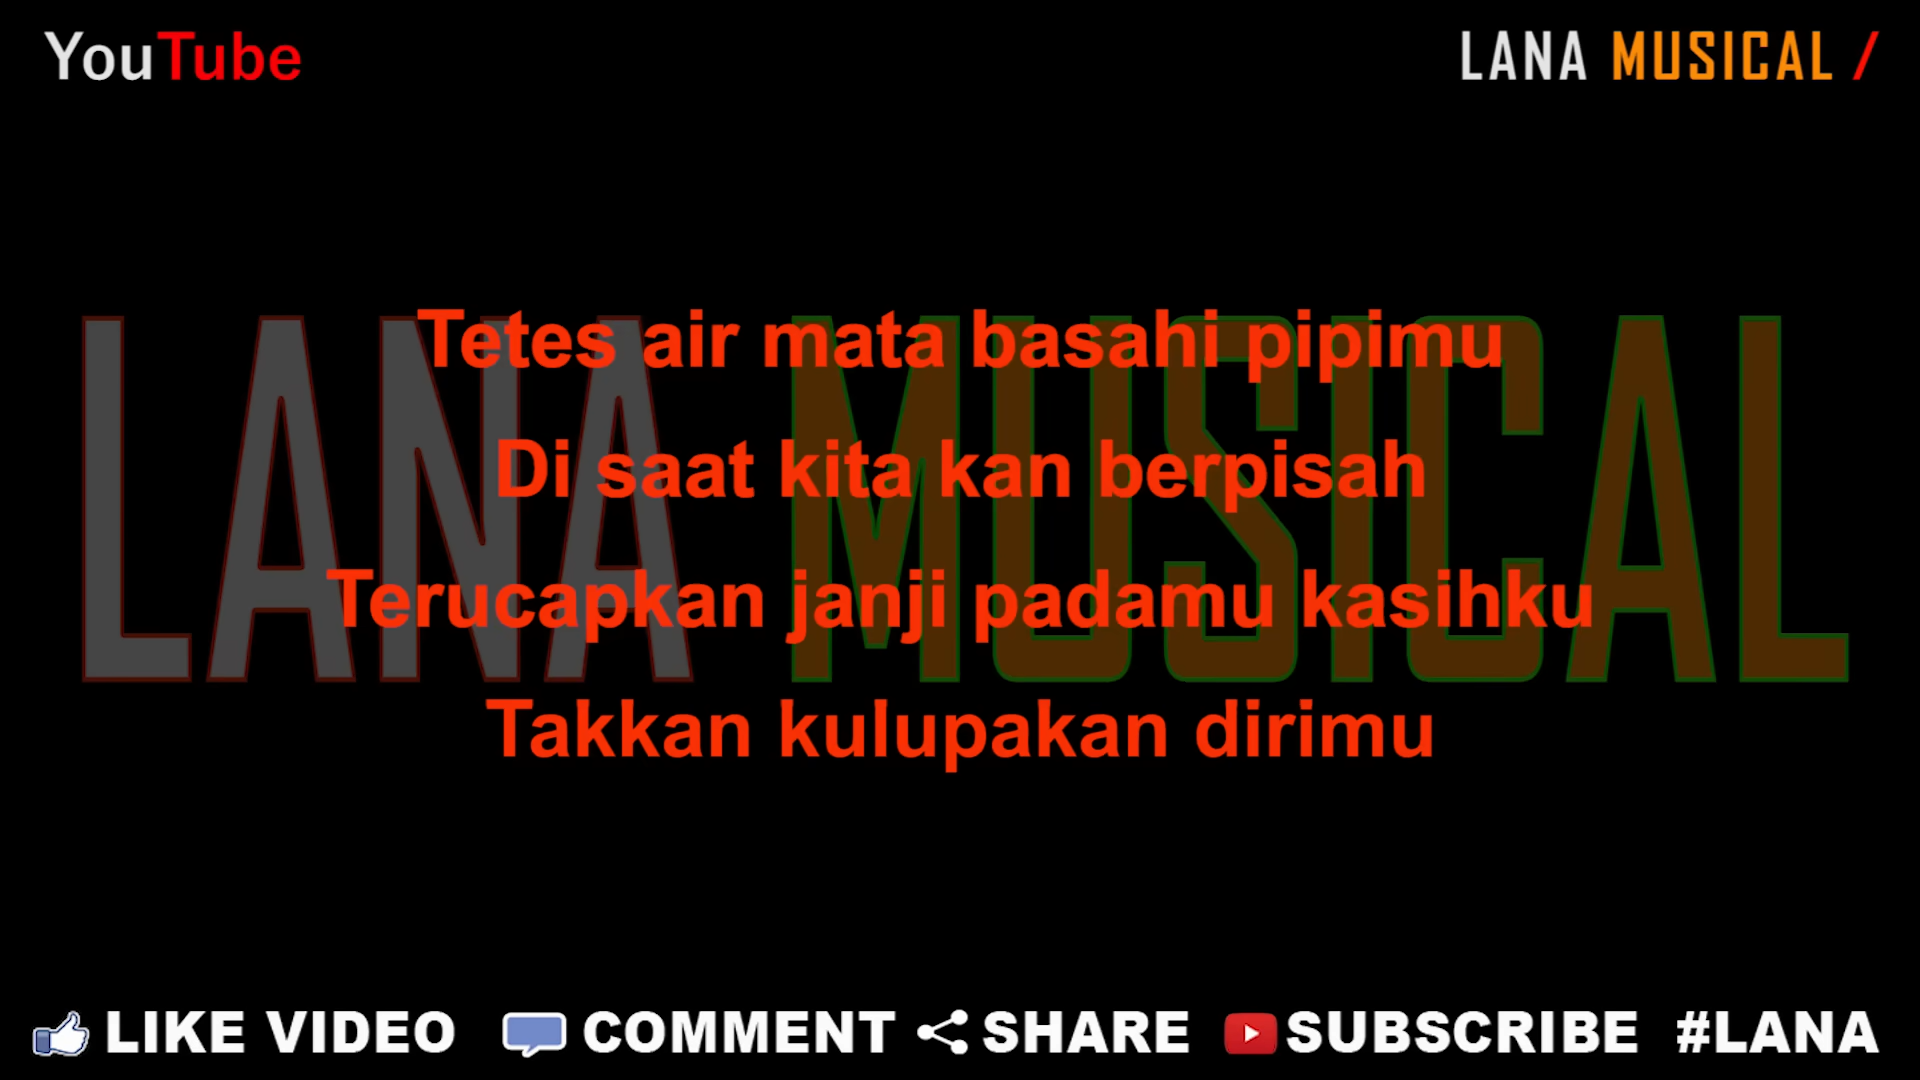 YouTube
LANA MUSICAL /
LANA MUSICAL
Tetes air mata basahi pipimu
Di saat kita kan berpisah
Terucapkan janji padamu kasihku
Takkan kulupakan dirimu
LIKE VIDEO COMMENT SHARE SUBSCRIBE #LANA